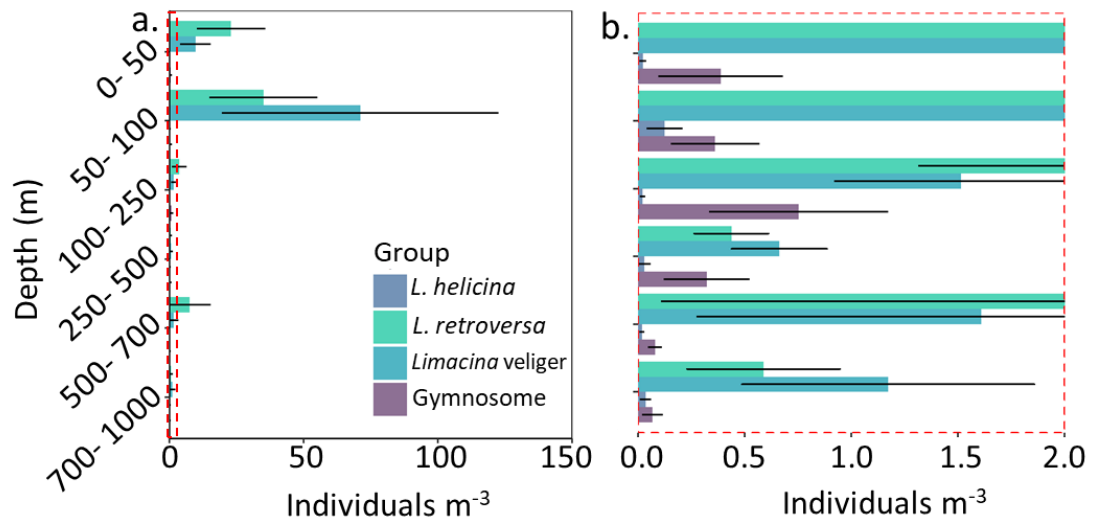 a.
Depth (m)
0- 50
50- 100
100- 250
250- 500
500- 700
700- 1000
Group
L. helicina
L. retroversa
Limacina veliger
Gymnosome
0 50 100 150
Individuals m-3
b.
0.0 0.5 1.0 1.5 2.0
Individuals m-3